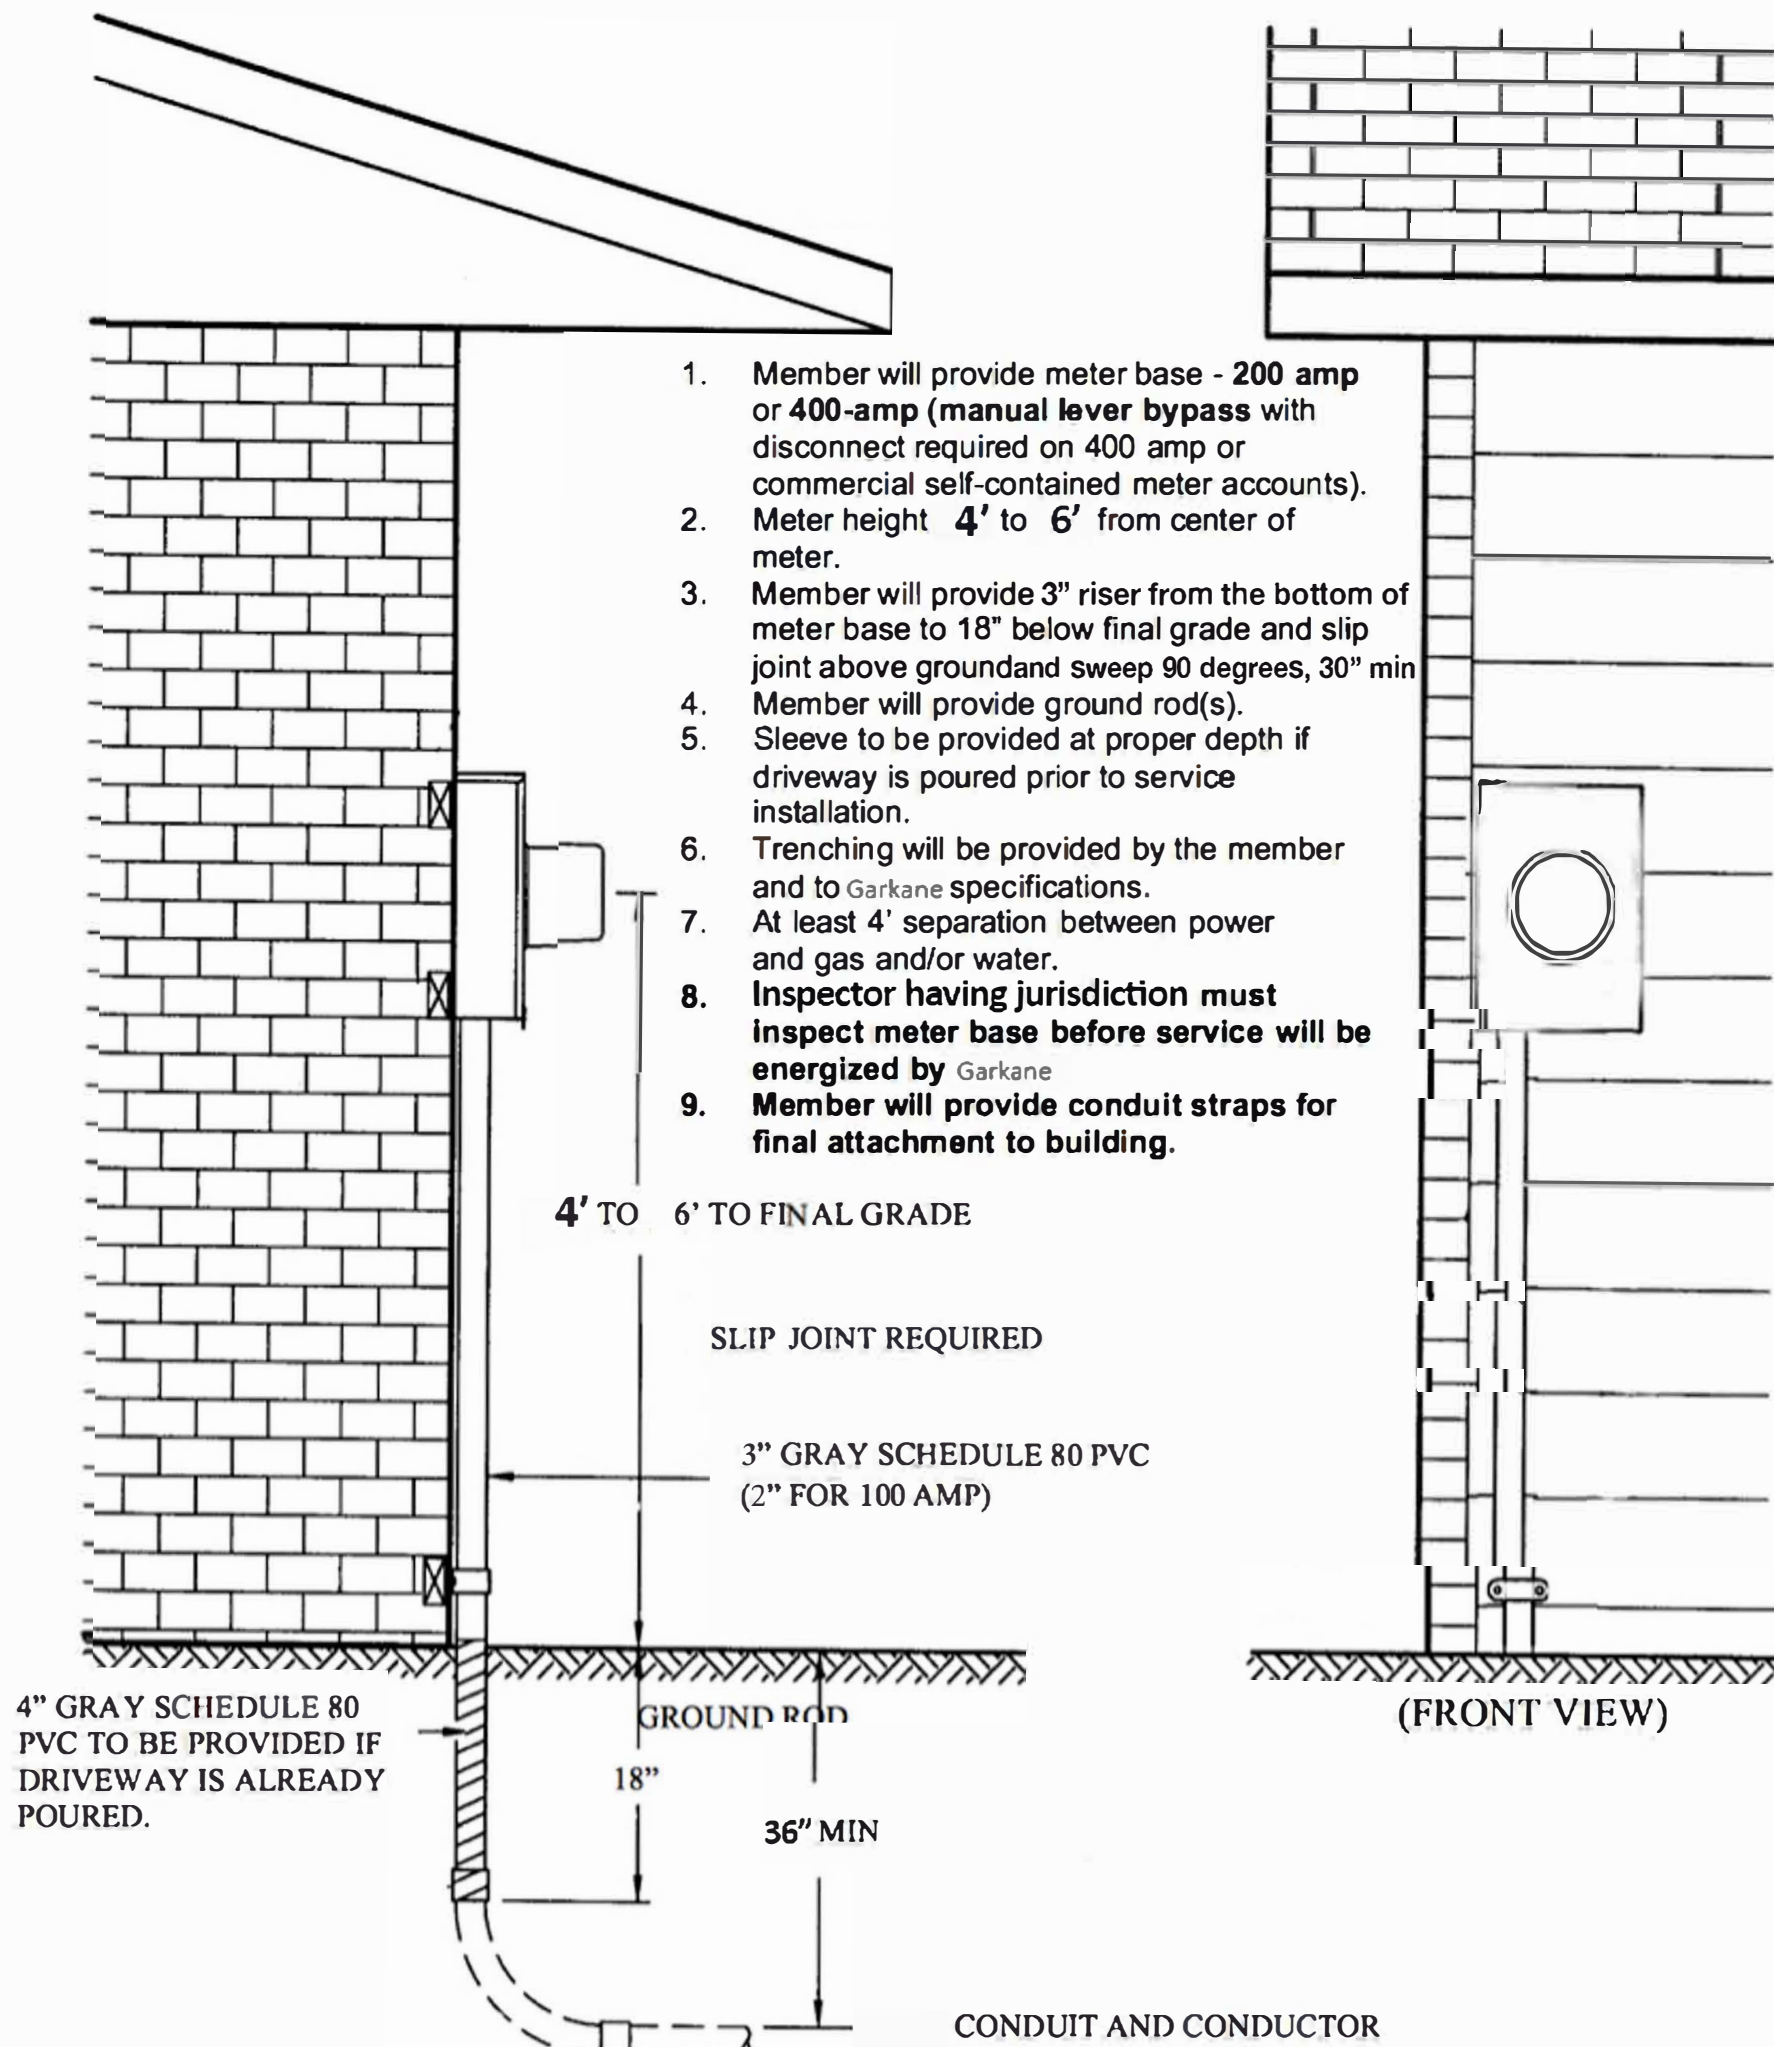 1. Member will provide meter base - 200 amp
or 400-amp (manual lever bypass with
disconnect required on 400 amp or
commercial self-contained meter accounts).
2. Meter height 4' to 6' from center of
meter.
3. Member will provide 3” riser from the bottom of
meter base to 18" below final grade and slip
joint above groundand sweep 90 degrees, 30” min
4. Member will provide ground rod(s).
5. Sleeve to be provided at proper depth if
driveway is poured prior to service
installation.
6. Trenching will be provided by the member
and to Garkane specifications.
7. At least 4' separation between power
and gas and/or water.
8. Inspector having jurisdiction must
inspect meter base before service will be
energized by Garkane
9. Member will provide conduit straps for
final attachment to building.
4' TO 6’ TO FINAL GRADE
SLIP JOINT REQUIRED
3” GRAY SCHEDULE 80 PVC
(2” FOR 100 AMP)
4” GRAY SCHEDULE 80
PVC TO BE PROVIDED IF
DRIVEWAY IS ALREADY
POURED.
GROUND ROD
18”
36” MIN
(FRONT VIEW)
CONDUIT AND CONDUCTOR